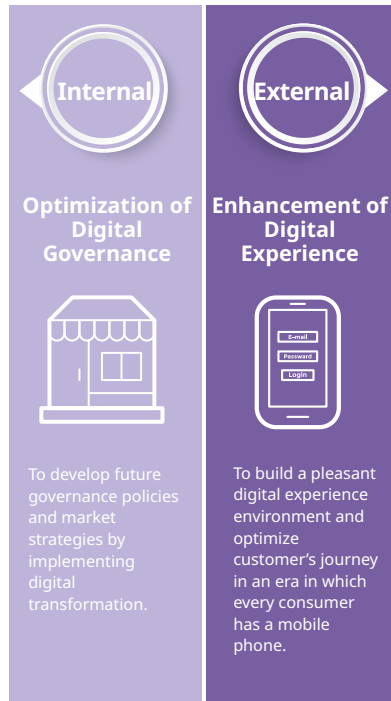 Internal
Optimization of
Digital
Governance
To develop future
governance policies
and market
strategies by
implementing
digital
transformation.
External
Enhancement of
Digital
Experience
E-mail
Password
Login
To build a pleasant
digital experience
environment and
optimize
customer’s journey
in an era in which
every consumer
has a mobile
phone.